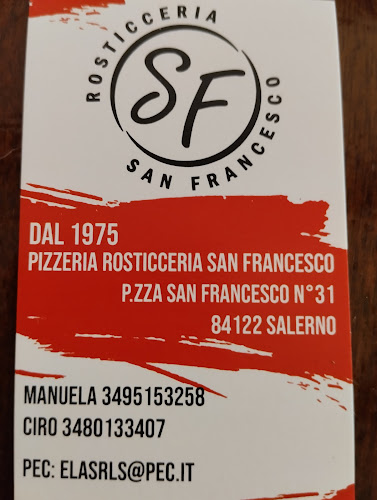 ROSTICCERIA
SF
SAN FRANCESCO
DAL 1975
PIZZERIA ROSTICCERIA SAN FRANCESCO
P.ZZA SAN FRANCESCO N°31
84122 SALERNO
MANUELA 3495153258
CIRO 3480133407
PEC: ELASRLS@PEC.IT